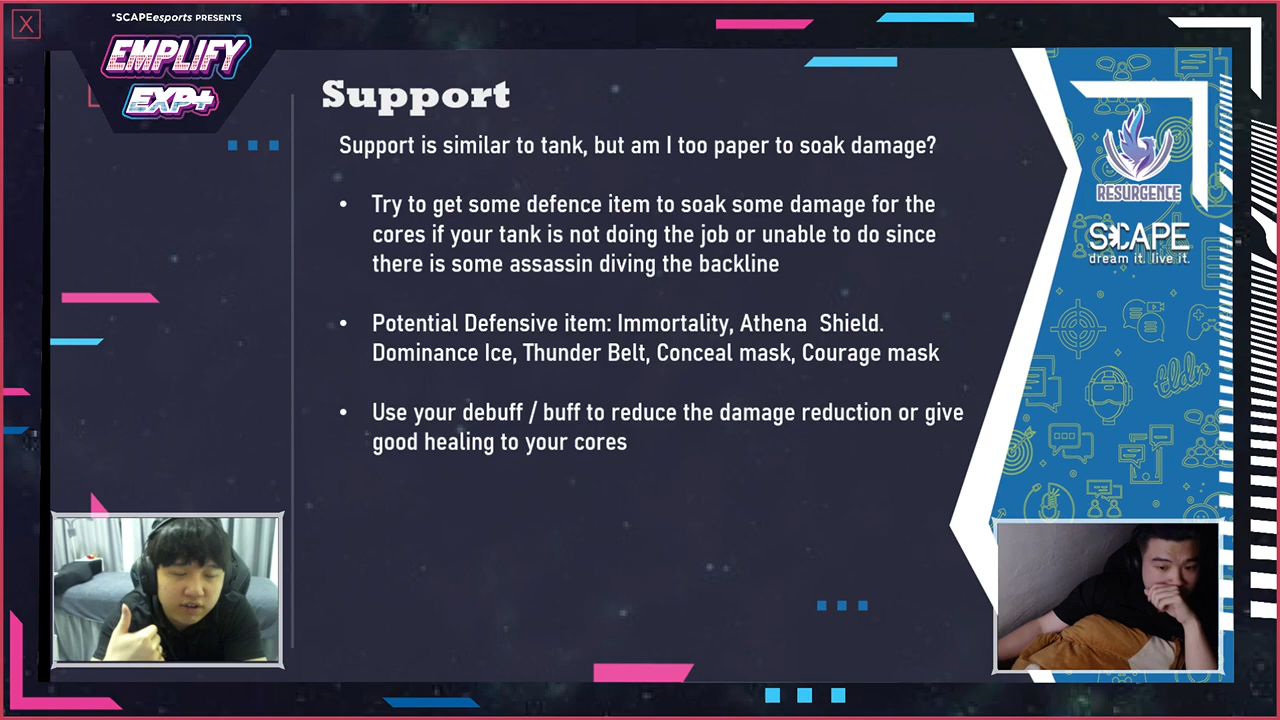 *SCAPEesports PRESENTS
EMPLIFY
EXP+
Support
Support is similar to tank, but am I too paper to soak damage?
• Try to get some defence item to soak some damage for the
cores if your tank is not doing the job or unable to do since
there is some assassin diving the backline
• Potential Defensive item: Immortality, Athena Shield.
Dominance Ice, Thunder Belt, Conceal mask, Courage mask
• Use your debuff / buff to reduce the damage reduction or give
good healing to your cores
RESURGENCE
S*CAPE
dream it. live it.
tldr